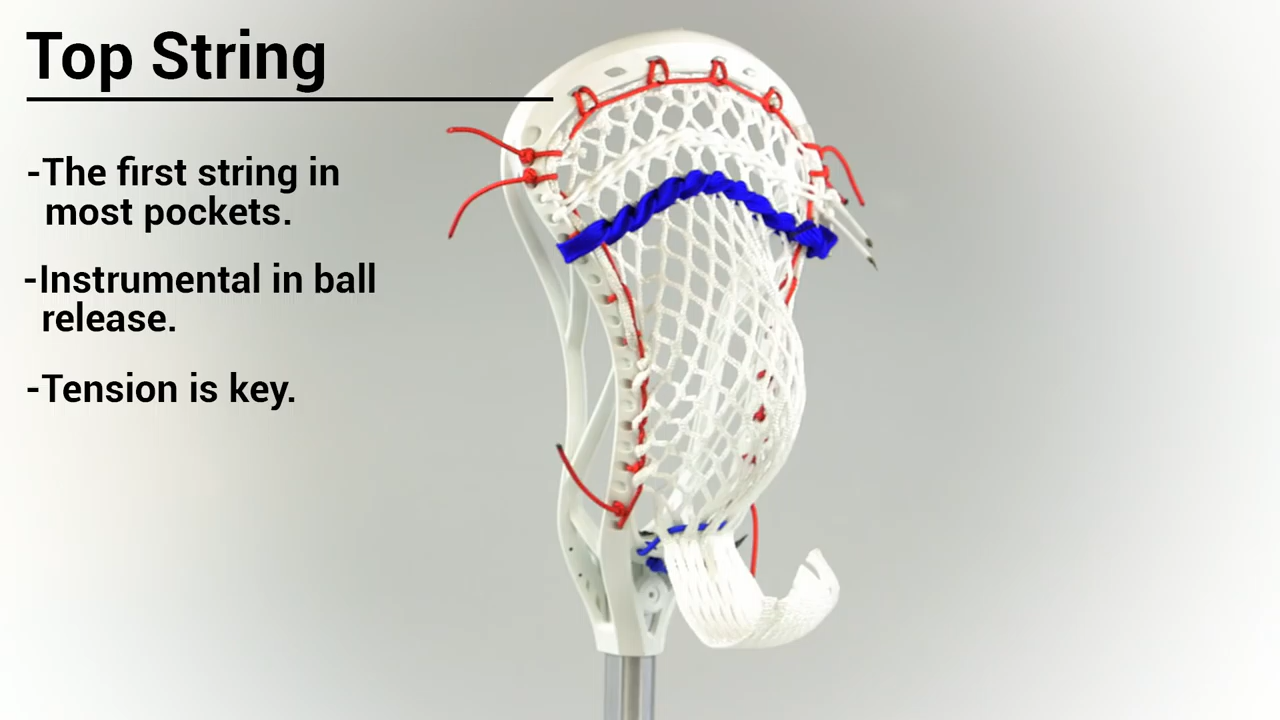 Top String
-The first string in
most pockets.
-Instrumental in ball
release.
-Tension is key.